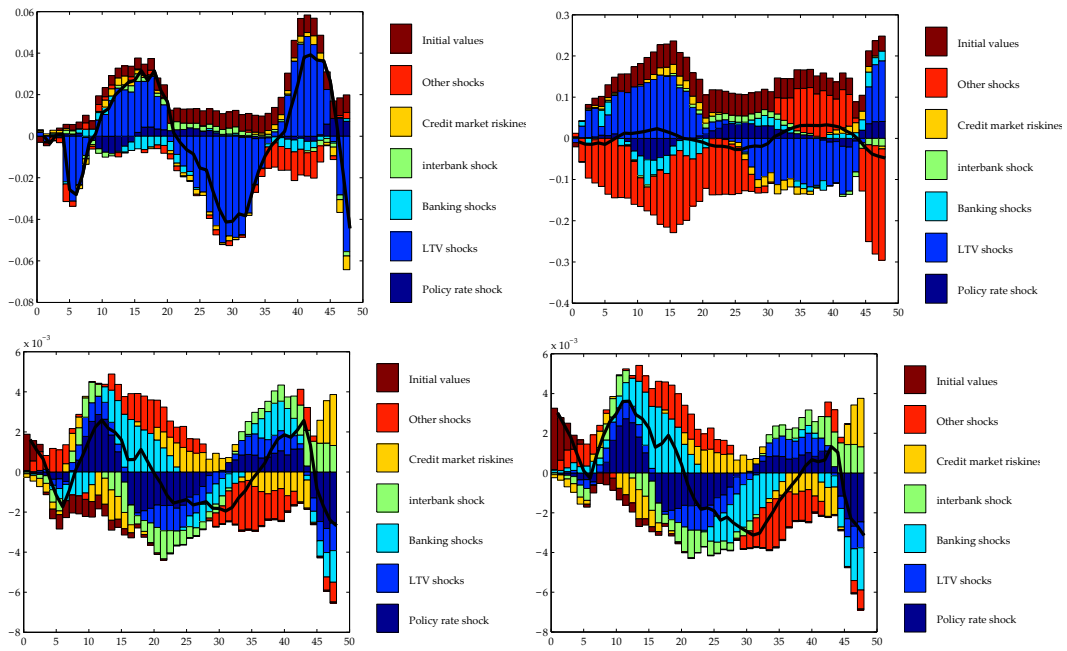 0.06
0.04
0.02
0
−0.02
−0.04
−0.06
−0.08
0 5 10 15 20 25 30 35 40 45 50
Initial values
Other shocks
Credit market riskines
interbank shock
Banking shocks
LTV shocks
Policy rate shock
0.3
0.2
0.1
0
−0.1
−0.2
−0.3
−0.4
0 5 10 15 20 25 30 35 40 45 50
Initial values
Other shocks
Credit market riskines
interbank shock
Banking shocks
LTV shocks
Policy rate shock
x 10⁻³
6
4
2
0
−2
−4
−6
−8
0 5 10 15 20 25 30 35 40 45 50
Initial values
Other shocks
Credit market riskines
interbank shock
Banking shocks
LTV shocks
Policy rate shock
x 10⁻³
6
4
2
0
−2
−4
−6
−8
0 5 10 15 20 25 30 35 40 45 50
Initial values
Other shocks
Credit market riskines
interbank shock
Banking shocks
LTV shocks
Policy rate shock